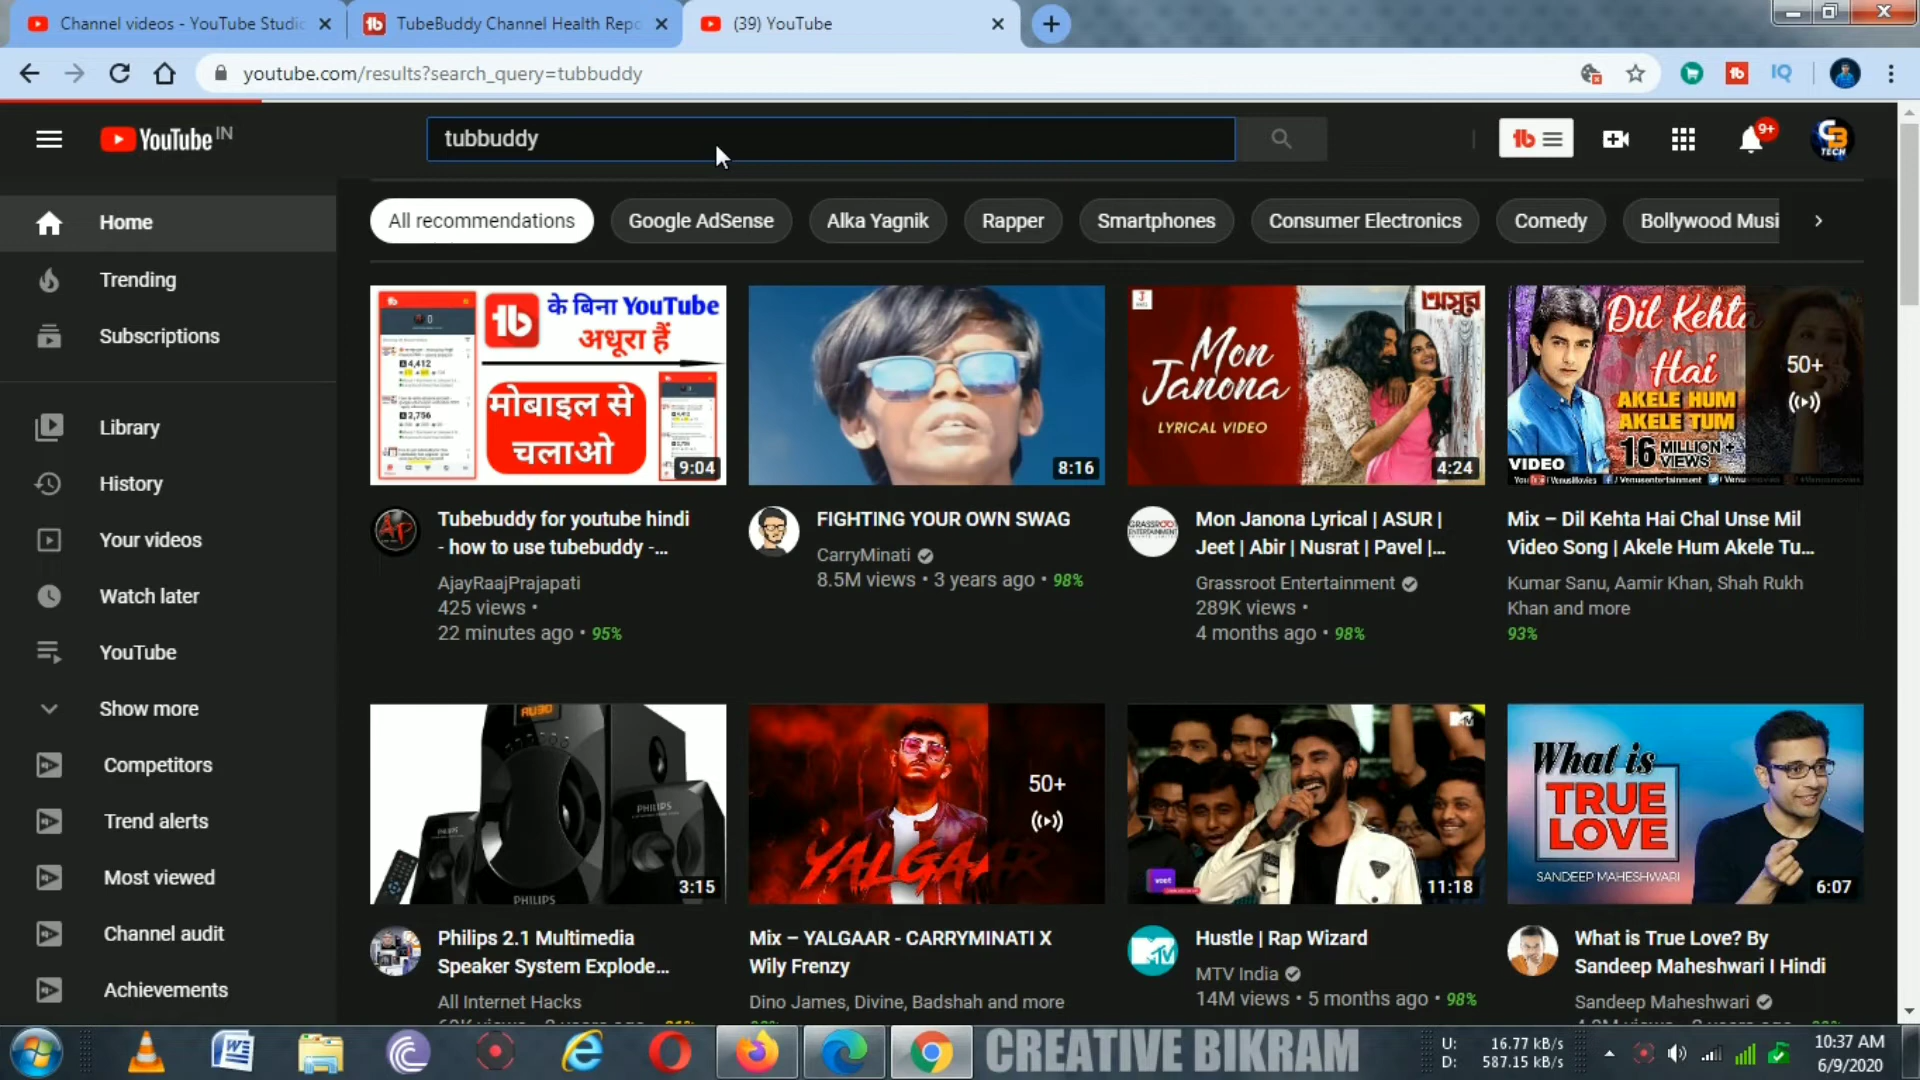 Channel videos - YouTube Studio
TubeBuddy Channel Health Repo
(39) YouTube
youtube.com/results?search_query=tubbuddy
YouTube IN
tubbuddy
9+
CB TECH
Home
Trending
Subscriptions
Library
History
Your videos
Watch later
YouTube
Show more
Competitors
Trend alerts
Most viewed
Channel audit
Achievements
All recommendations
Google AdSense
Alka Yagnik
Rapper
Smartphones
Consumer Electronics
Comedy
Bollywood Musi
के बिना YouTube
अधूरा हैं
मोबाइल से
चलाओ
4,412
2,756
9:04
Tubebuddy for youtube hindi
- how to use tubebuddy -...
AjayRaajPrajapati
425 views •
22 minutes ago • 95%
8:16
FIGHTING YOUR OWN SWAG
CarryMinati
8.5M views • 3 years ago • 98%
অসুর
Mon
Janona
LYRICAL VIDEO
4:24
Mon Janona Lyrical | ASUR |
Jeet | Abir | Nusrat | Pavel |...
Grassroot Entertainment
289K views •
4 months ago • 98%
Dil Kehta
Hai
AKELE HUM
AKELE TUM
16 MILLION+
VIEWS
VIDEO
50+
Mix – Dil Kehta Hai Chal Unse Mil
Video Song | Akele Hum Akele Tu...
Kumar Sanu, Aamir Khan, Shah Rukh
Khan and more
93%
PHILIPS
PHILIPS
3:15
Philips 2.1 Multimedia
Speaker System Explode...
All Internet Hacks
YALGAAR
50+
Mix – YALGAAR - CARRYMINATI X
Wily Frenzy
Dino James, Divine, Badshah and more
voot
11:18
Hustle | Rap Wizard
MTV India
14M views • 5 months ago • 98%
What is
TRUE
LOVE
SANDEEP MAHESHWARI
6:07
What is True Love? By
Sandeep Maheshwari I Hindi
Sandeep Maheshwari
CREATIVE BIKRAM
U: 16.77 kB/s
D: 587.15 kB/s
10:37 AM
6/9/2020